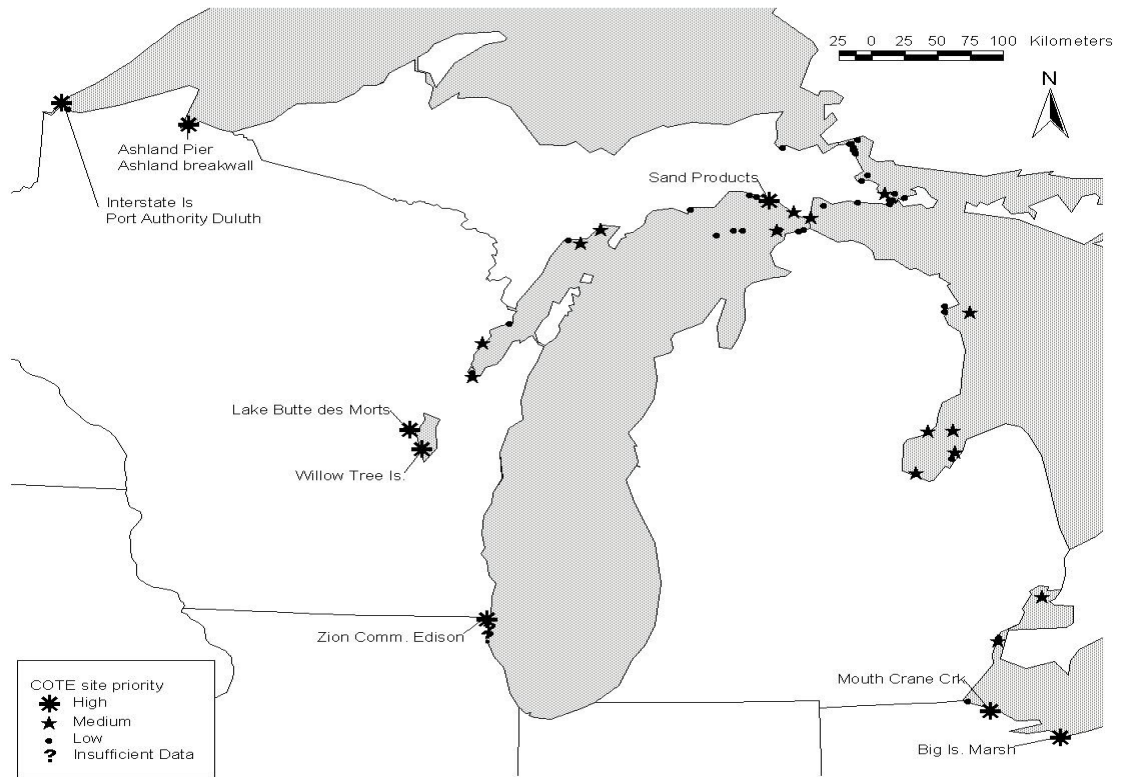 25 0 25 50 75 100 Kilometers
N
Ashland Pier
Ashland breakwall
Sand Products
Interstate Is
Port Authority Duluth
Lake Butte des Morts
Willow Tree Is.
Zion Comm. Edison
Mouth Crane Crk
Big Is. Marsh
COTE site priority
High
Medium
Low
? Insufficient Data
?